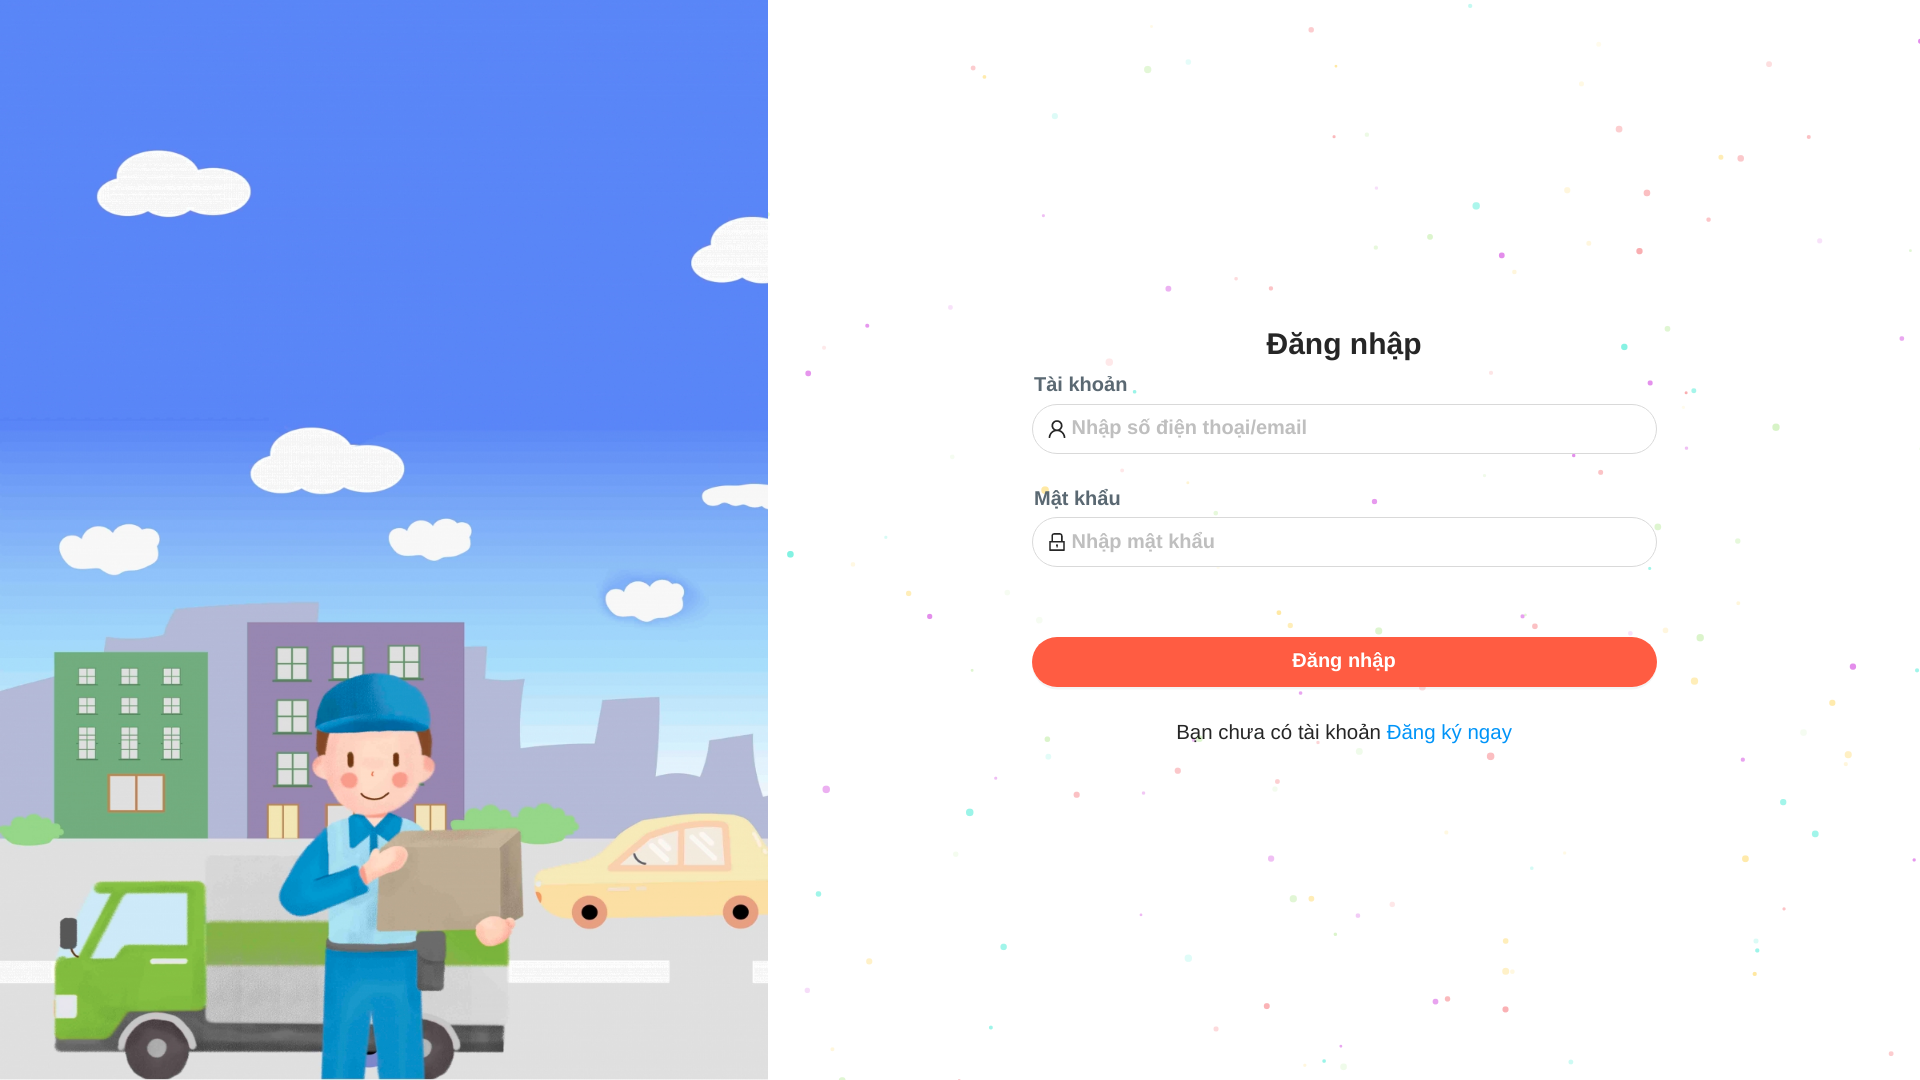 Đăng nhập
Tài khoản
Nhập số điện thoại/email
Mật khẩu
Nhập mật khẩu
Đăng nhập
Bạn chưa có tài khoản Đăng ký ngay